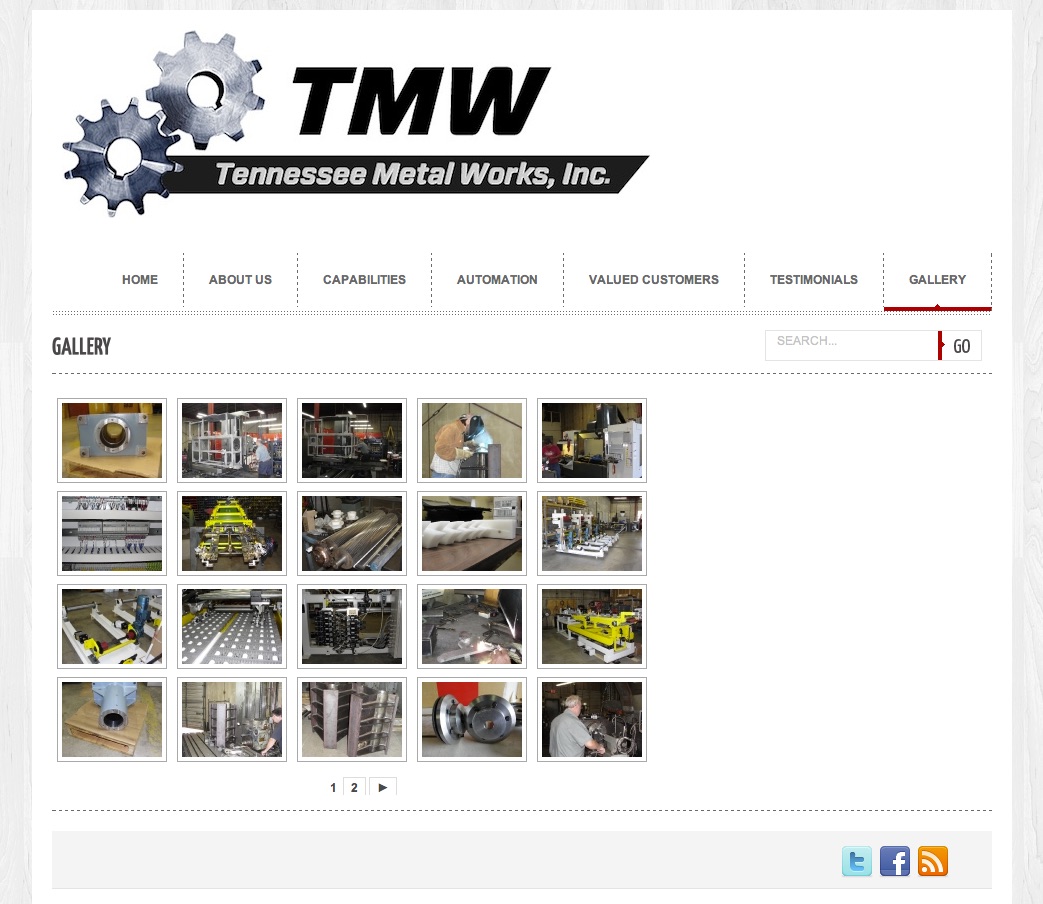 TMW
Tennessee Metal Works, Inc.
HOME ABOUT US CAPABILITIES AUTOMATION VALUED CUSTOMERS TESTIMONIALS GALLERY
GALLERY SEARCH... GO
1 2 ►